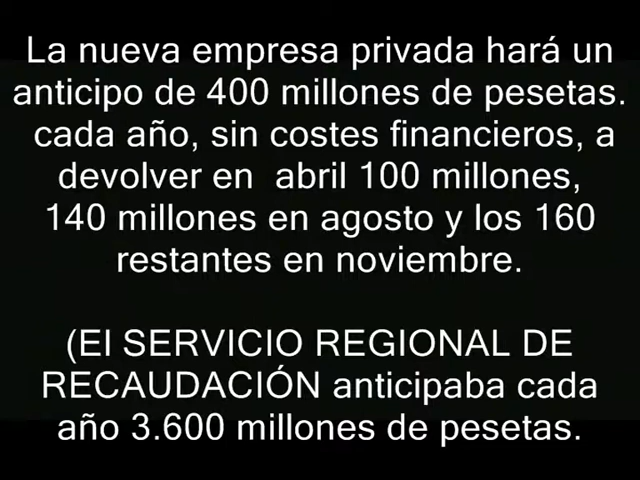 La nueva empresa privada hará un
anticipo de 400 millones de pesetas.
cada año, sin costes financieros, a
devolver en abril 100 millones,
140 millones en agosto y los 160
restantes en noviembre.
(El SERVICIO REGIONAL DE
RECAUDACIÓN anticipaba cada
año 3.600 millones de pesetas.